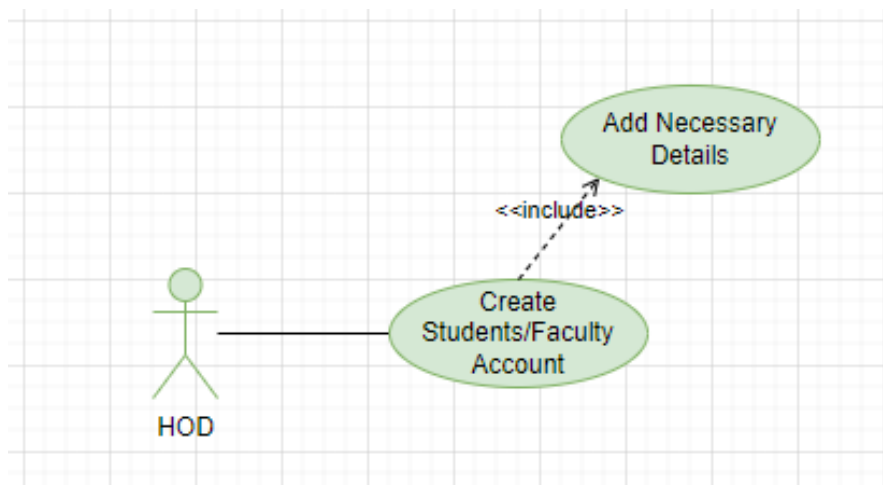 Add Necessary
Details
<<include>>
Create
Students/Faculty
Account
HOD